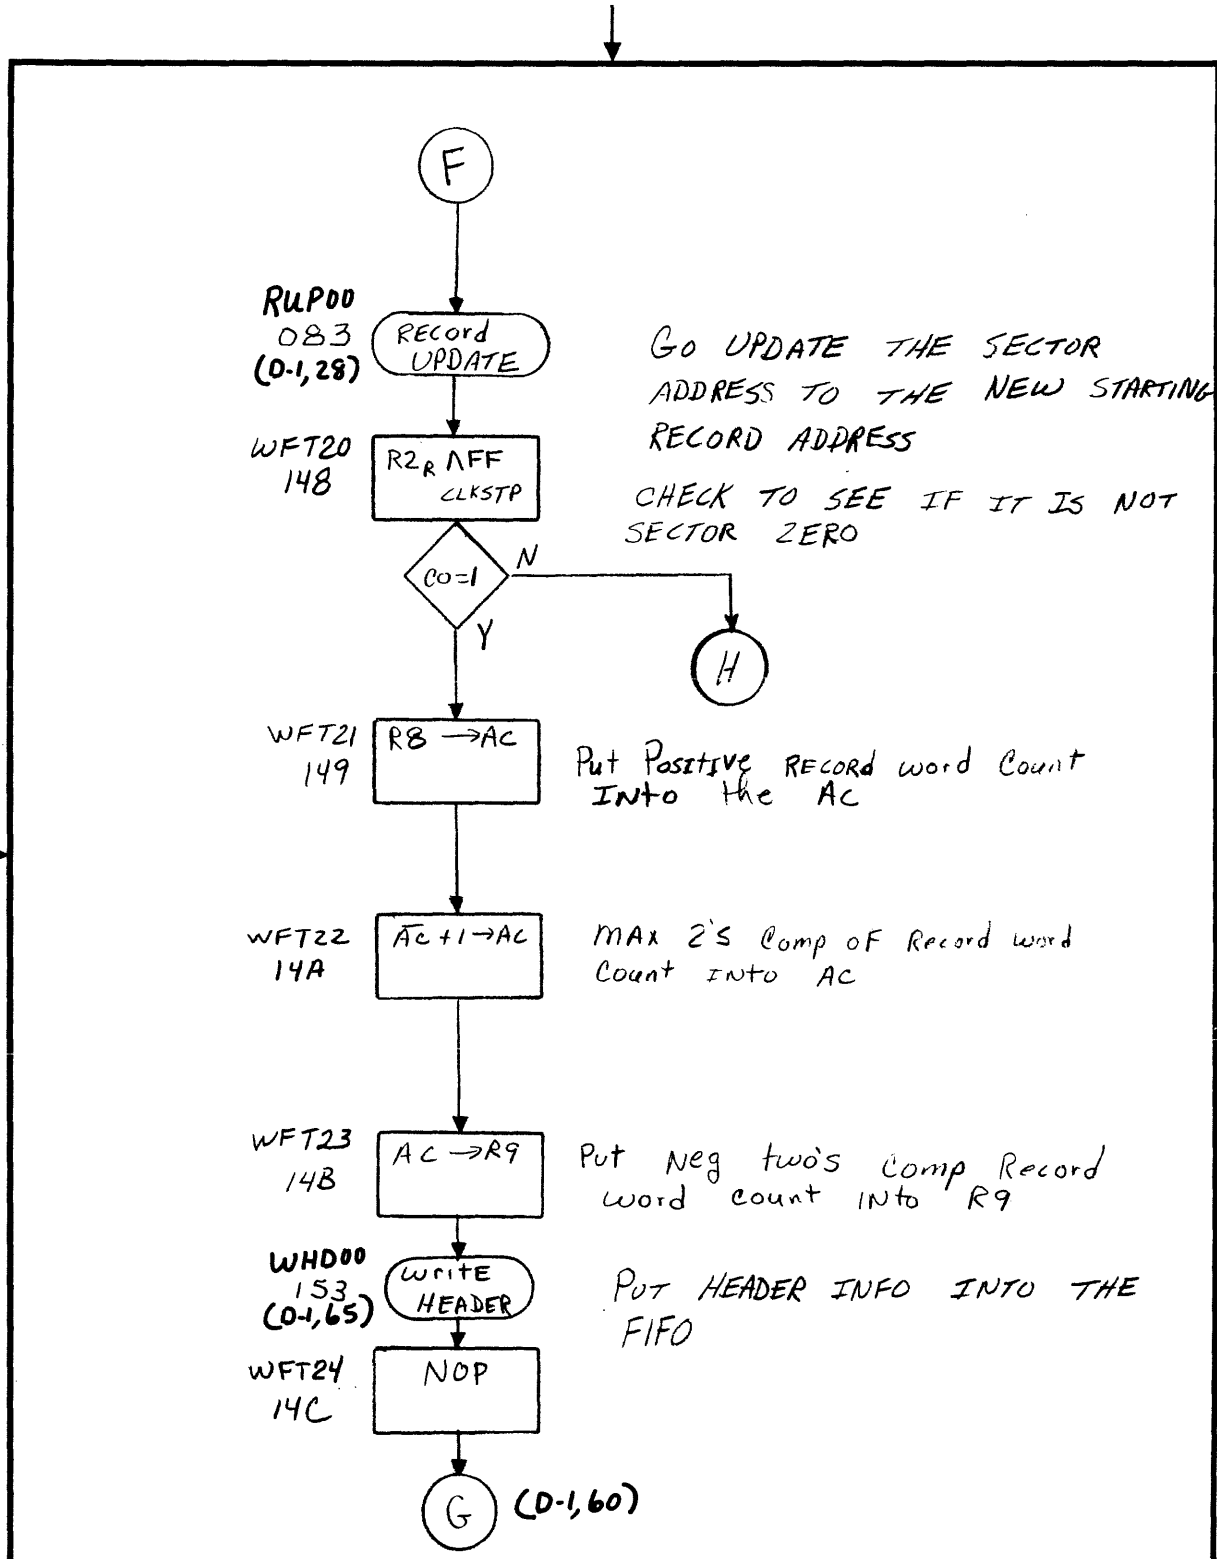 F
RUP00
083
(D-1,28)
RECord
UPDATE
GO UPDATE THE SECTOR
ADDRESS TO THE NEW STARTING
RECORD ADDRESS
WFT20
148
R2R ΛFF
CLKSTP
CHECK TO SEE IF IT IS NOT
SECTOR ZERO
CO=1
N
Y
H
WFT21
149
R8 →AC
Put Positive RECORD word Count
INto the AC
WFT22
14A
A̅C̅ +1→AC
MAX 2'S Comp OF Record word
Count INTO AC
WFT23
14B
AC →R9
Put Neg two's Comp Record
word count INto R9
WHD00
153
(D-1,65)
WritE
HEADER
PUT HEADER INFO INTO THE
FIFO
WFT24
14C
NOP
G
(D-1,60)